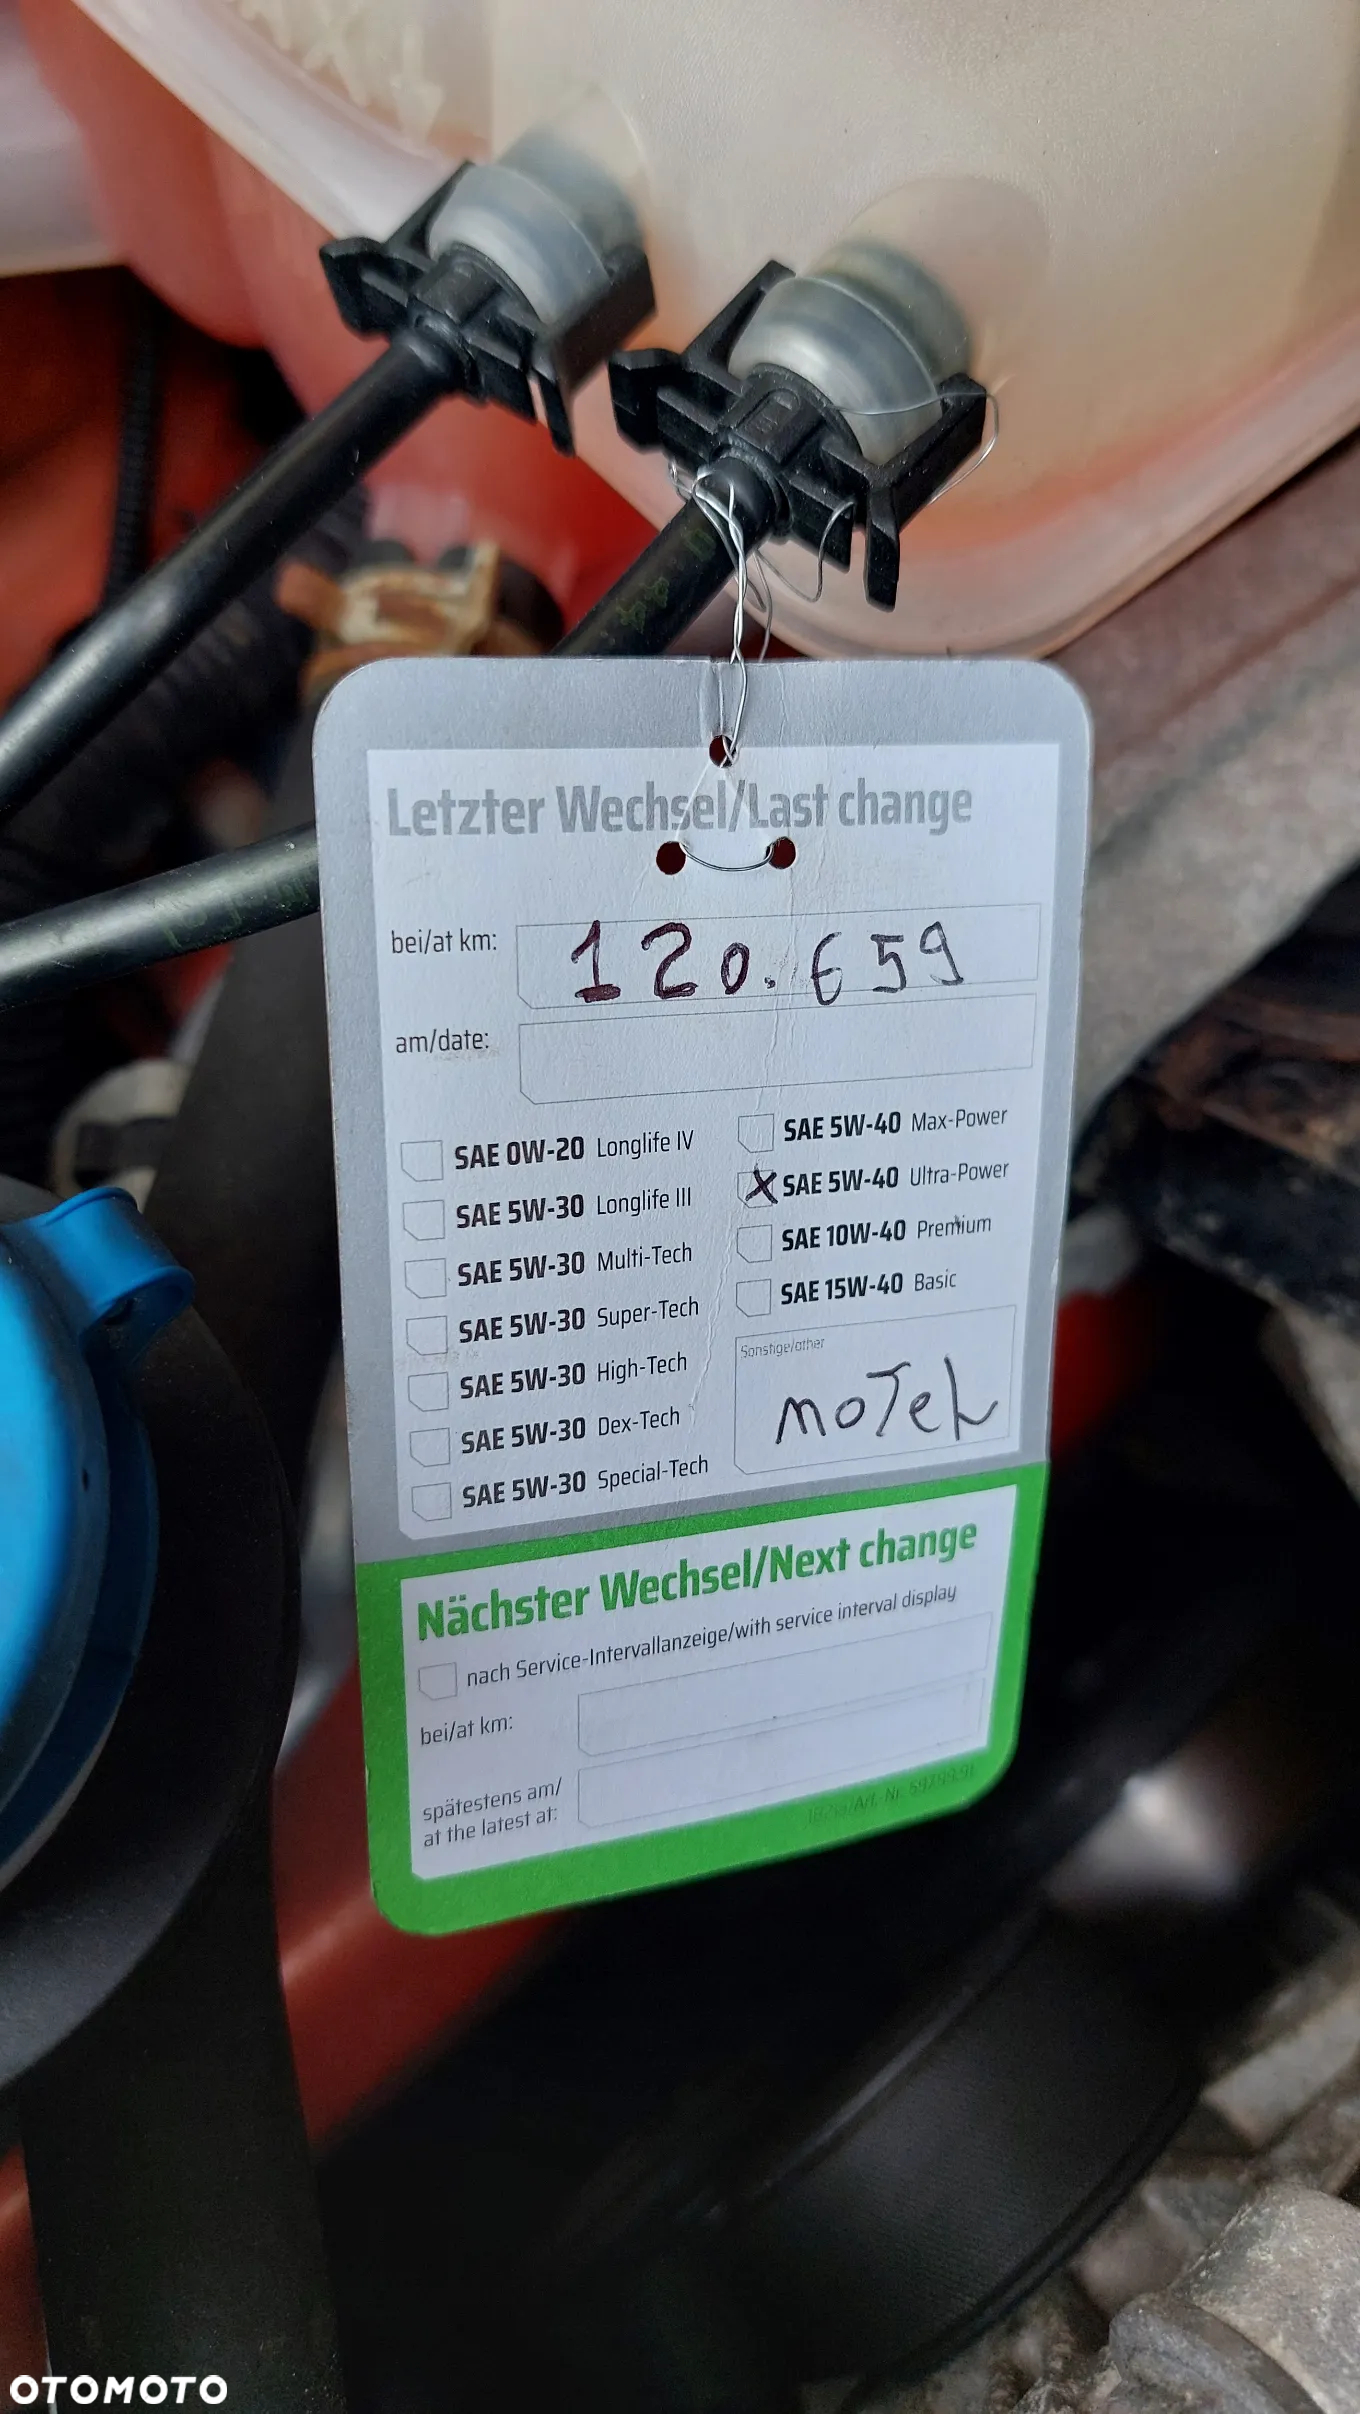 Letzter Wechsel/Last change
bei/at km: 120.659
am/date:
SAE 0W-20 Longlife IV
SAE 5W-30 Longlife III
SAE 5W-30 Multi-Tech
SAE 5W-30 Super-Tech
SAE 5W-30 High-Tech
SAE 5W-30 Dex-Tech
SAE 5W-30 Special-Tech
SAE 5W-40 Max-Power
X SAE 5W-40 Ultra-Power
SAE 10W-40 Premium
SAE 15W-40 Basic
Sonstige/other
moTeL
Nächster Wechsel/Next change
nach Service-Intervallanzeige/with service interval display
bei/at km:
spätestens am/
at the latest at:
OTOMOTO